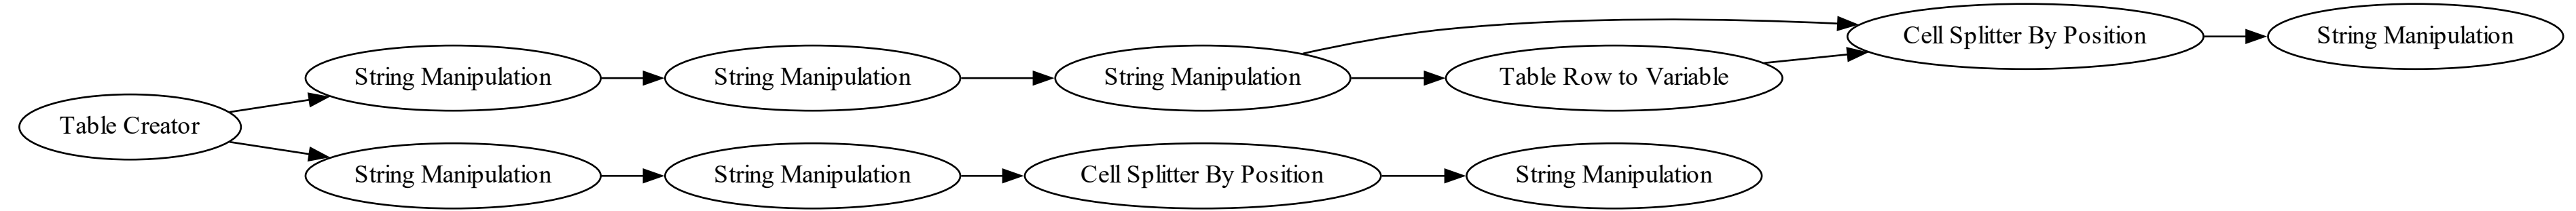 Table Creator
String Manipulation
String Manipulation
String Manipulation
Table Row to Variable
Cell Splitter By Position
String Manipulation
String Manipulation
String Manipulation
Cell Splitter By Position
String Manipulation